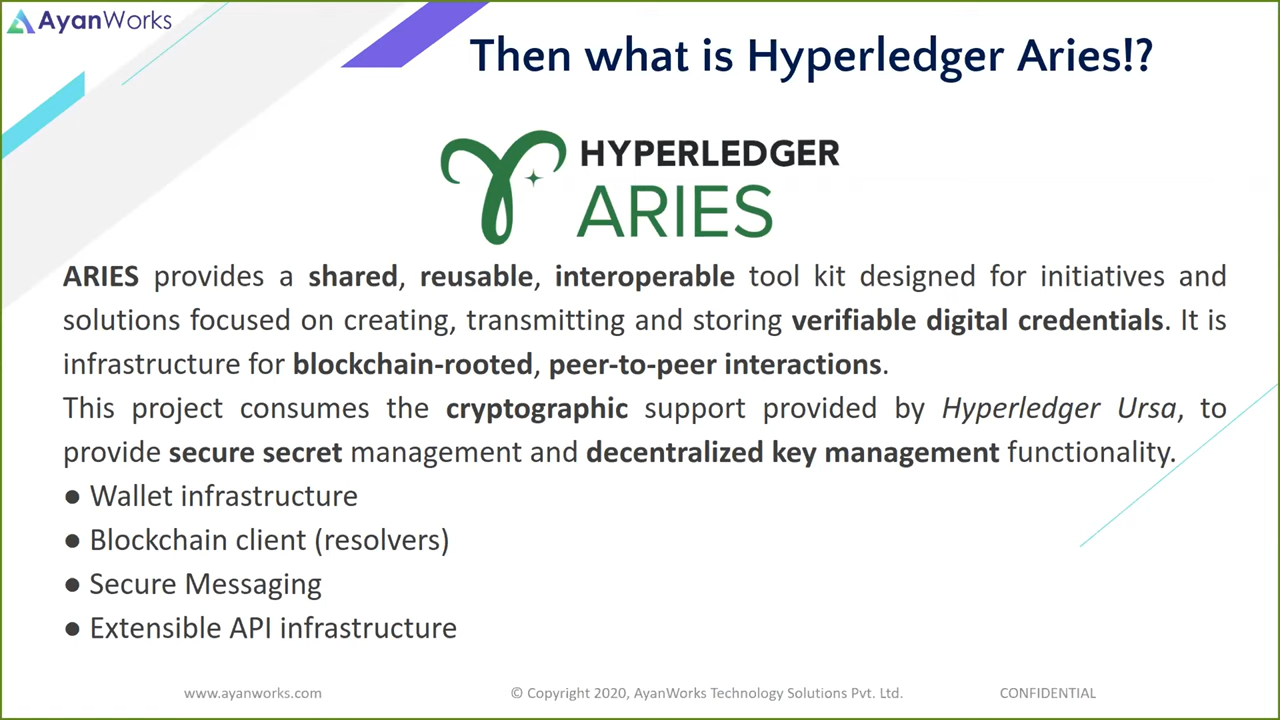 AyanWorks
Then what is Hyperledger Aries!?
HYPERLEDGER
ARIES
ARIES provides a shared, reusable, interoperable tool kit designed for initiatives and
solutions focused on creating, transmitting and storing verifiable digital credentials. It is
infrastructure for blockchain-rooted, peer-to-peer interactions.
This project consumes the cryptographic support provided by Hyperledger Ursa, to
provide secure secret management and decentralized key management functionality.
● Wallet infrastructure
● Blockchain client (resolvers)
● Secure Messaging
● Extensible API infrastructure
www.ayanworks.com © Copyright 2020, AyanWorks Technology Solutions Pvt. Ltd. CONFIDENTIAL